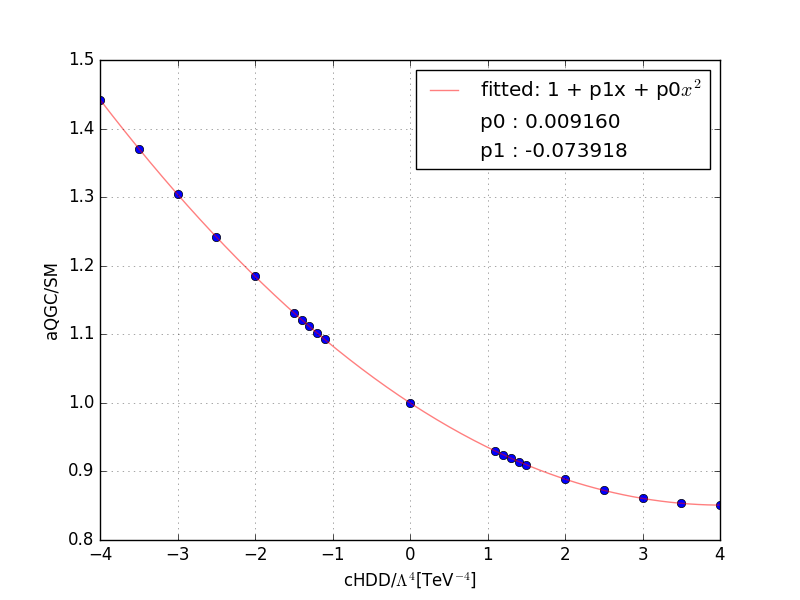 1.5
1.4
1.3
1.2
1.1
1.0
0.9
0.8
aQGC/SM
fitted: 1 + p1x + p0x²
p0 : 0.009160
p1 : -0.073918
−4 −3 −2 −1 0 1 2 3 4
cHDD/Λ⁴[TeV⁻⁴]